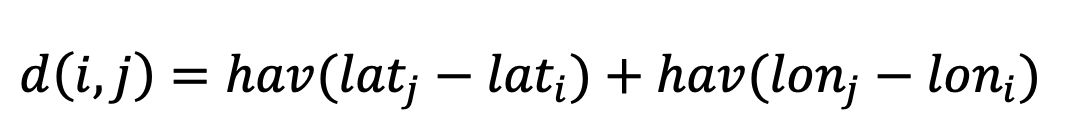 d(i,j) = hav(lat_j − lat_i) + hav(lon_j − lon_i)